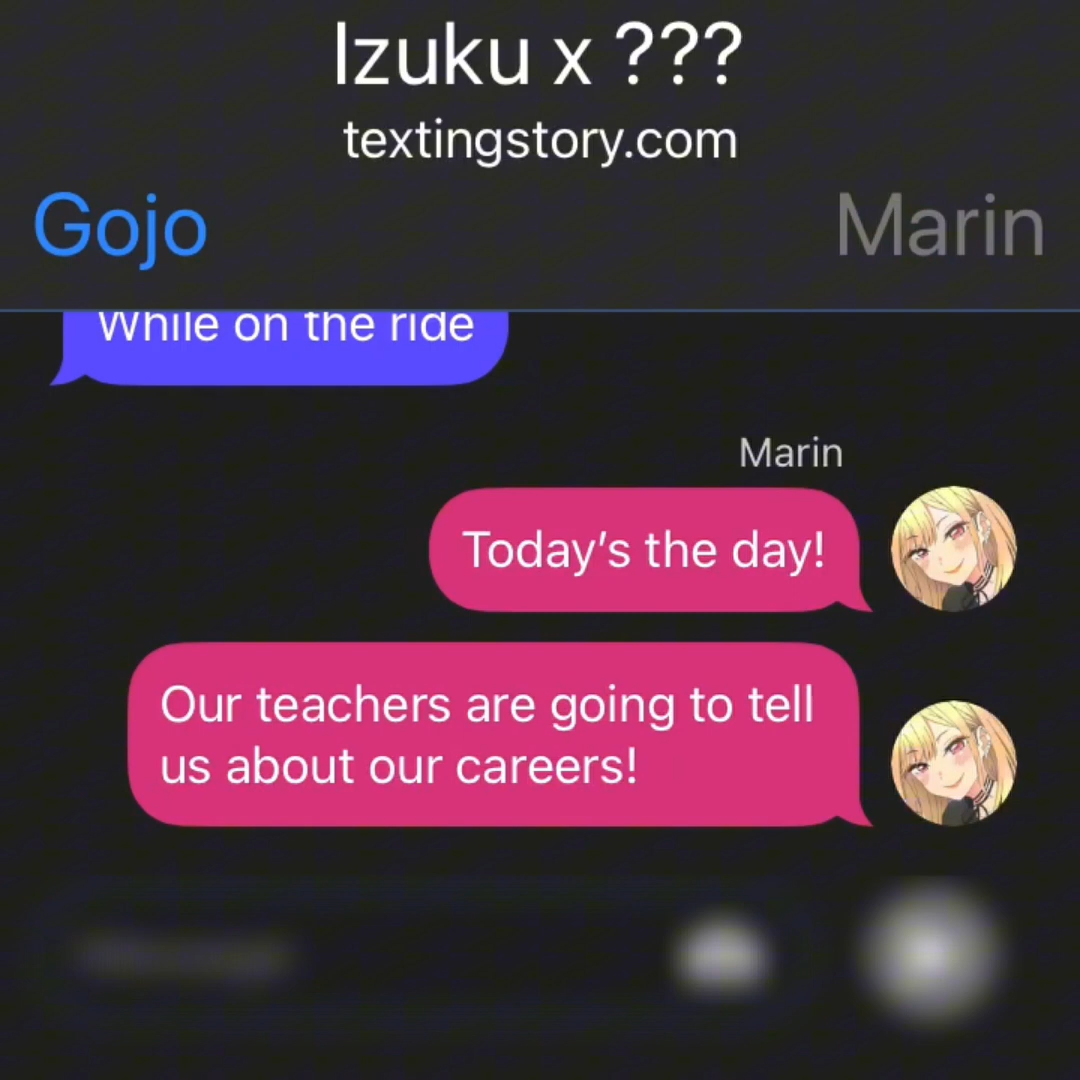 Izuku x ???
textingstory.com
Gojo
Marin
While on the ride
Marin
Today’s the day!
Our teachers are going to tell
us about our careers!